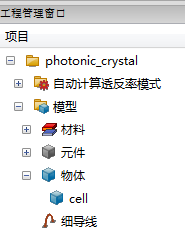 工程管理窗口
项目
photonic_crystal
自动计算透反率模式
模型
材料
元件
物体
cell
细导线